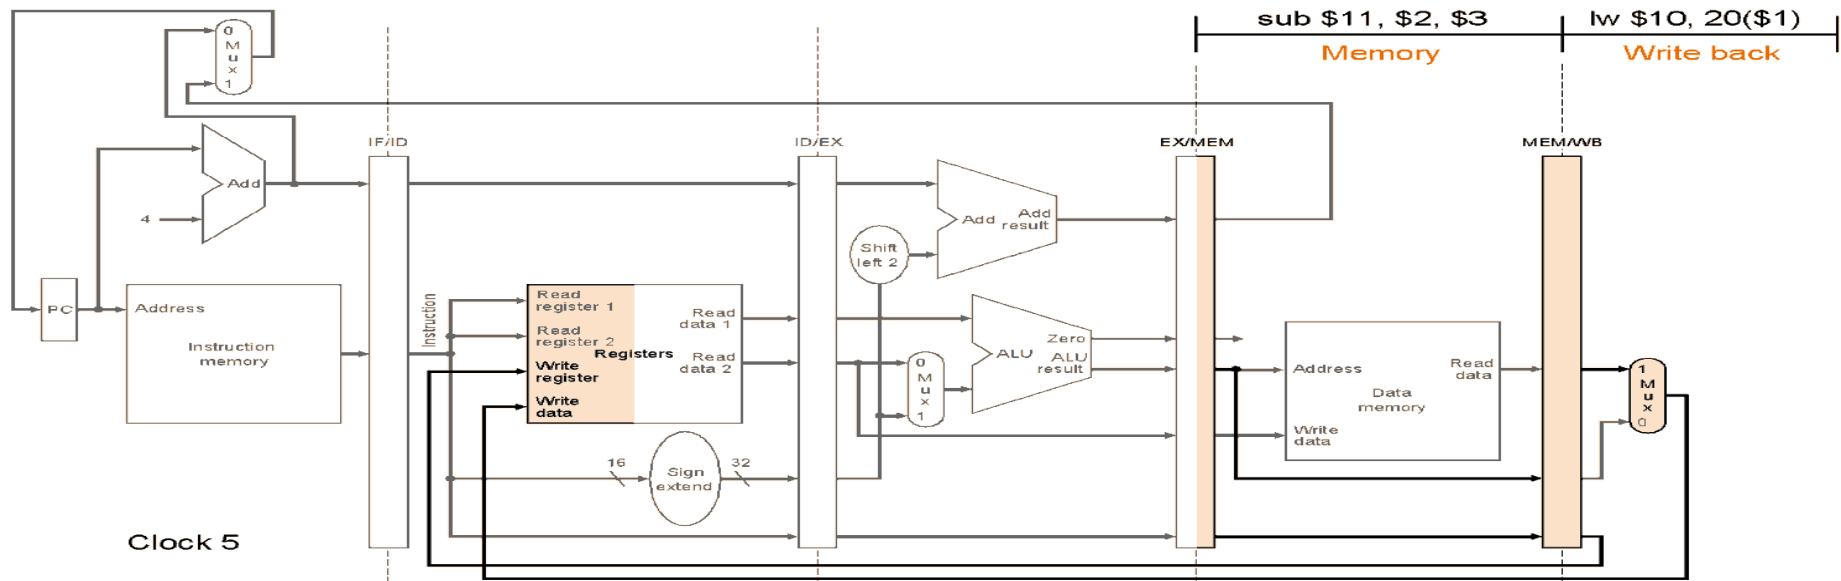 sub $11, $2, $3
lw $10, 20($1)
Memory
Write back
0
M
u
x
1
IF/ID
ID/EX
EX/MEM
MEM/WB
Add
4
Add
Add
result
Shift
left 2
PC
Address
Instruction
memory
Instruction
Read
register 1
Read
register 2
Registers
Write
register
Write
data
Read
data 1
Read
data 2
0
M
u
x
1
Zero
ALU
ALU
result
Address
Read
data
Data
memory
Write
data
1
M
u
x
0
16
Sign
extend
32
Clock 5